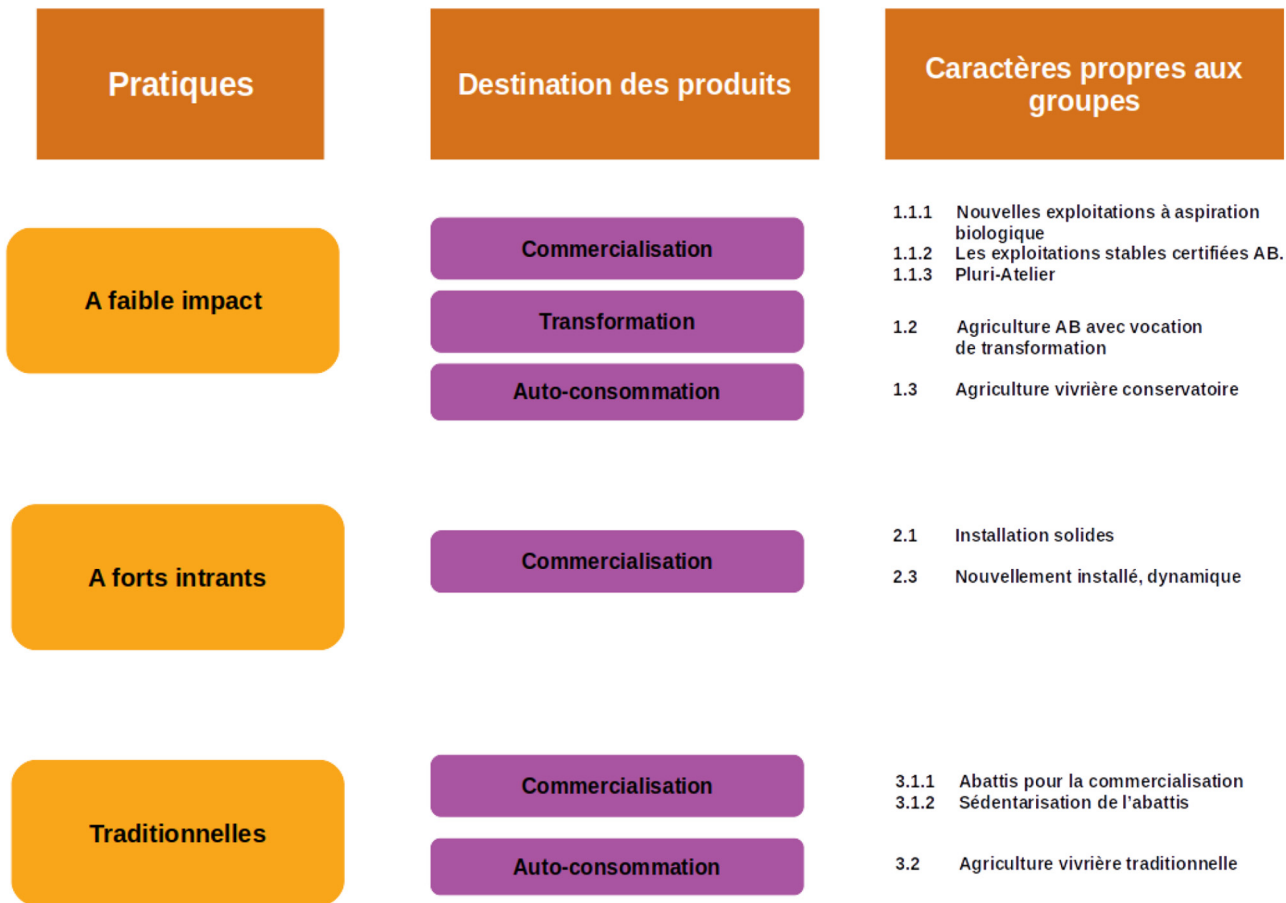 Pratiques
Destination des produits
Caractères propres aux
groupes
A faible impact
Commercialisation
Transformation
Auto-consommation
1.1.1 Nouvelles exploitations à aspiration
biologique
1.1.2 Les exploitations stables certifiées AB.
1.1.3 Pluri-Atelier
1.2 Agriculture AB avec vocation
de transformation
1.3 Agriculture vivrière conservatoire
A forts intrants
Commercialisation
2.1 Installation solides
2.3 Nouvellement installé, dynamique
Traditionnelles
Commercialisation
Auto-consommation
3.1.1 Abattis pour la commercialisation
3.1.2 Sédentarisation de l’abattis
3.2 Agriculture vivrière traditionnelle